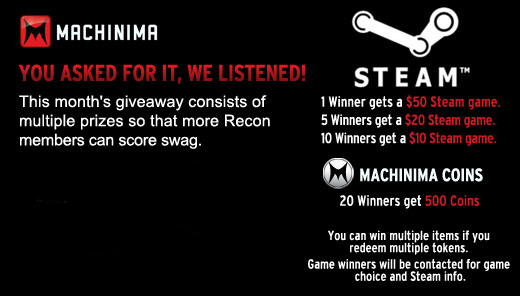 MACHINIMA
YOU ASKED FOR IT, WE LISTENED!
This month's giveaway consists of
multiple prizes so that more Recon
members can score swag.
STEAM™
1 Winner gets a $50 Steam game.
5 Winners get a $20 Steam game.
10 Winners get a $10 Steam game.
MACHINIMA COINS
20 Winners get 500 Coins
You can win multiple items if you
redeem multiple tokens.
Game winners will be contacted for game
choice and Steam info.